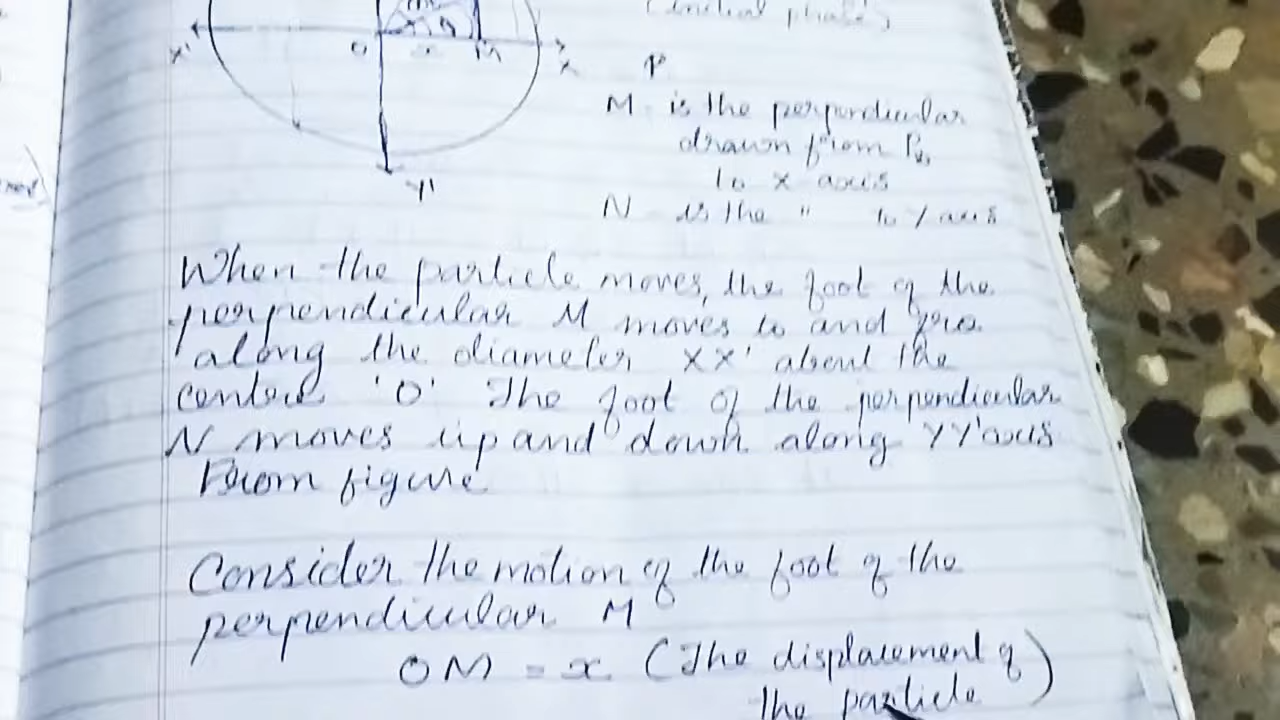 (initial phase)
X'
O
x
M
X
Y'
P
M is the perpendicular
drawn from P
to x axis
N is the " to Y axis
When the particle moves, the foot of the
perpendicular M moves to and fro
along the diameter XX' about the
centre 'O' The foot of the perpendicular
N moves up and down along YY' axis
From figure
Consider the motion of the foot of the
perpendicular M
OM = x (The displacement of
the particle)